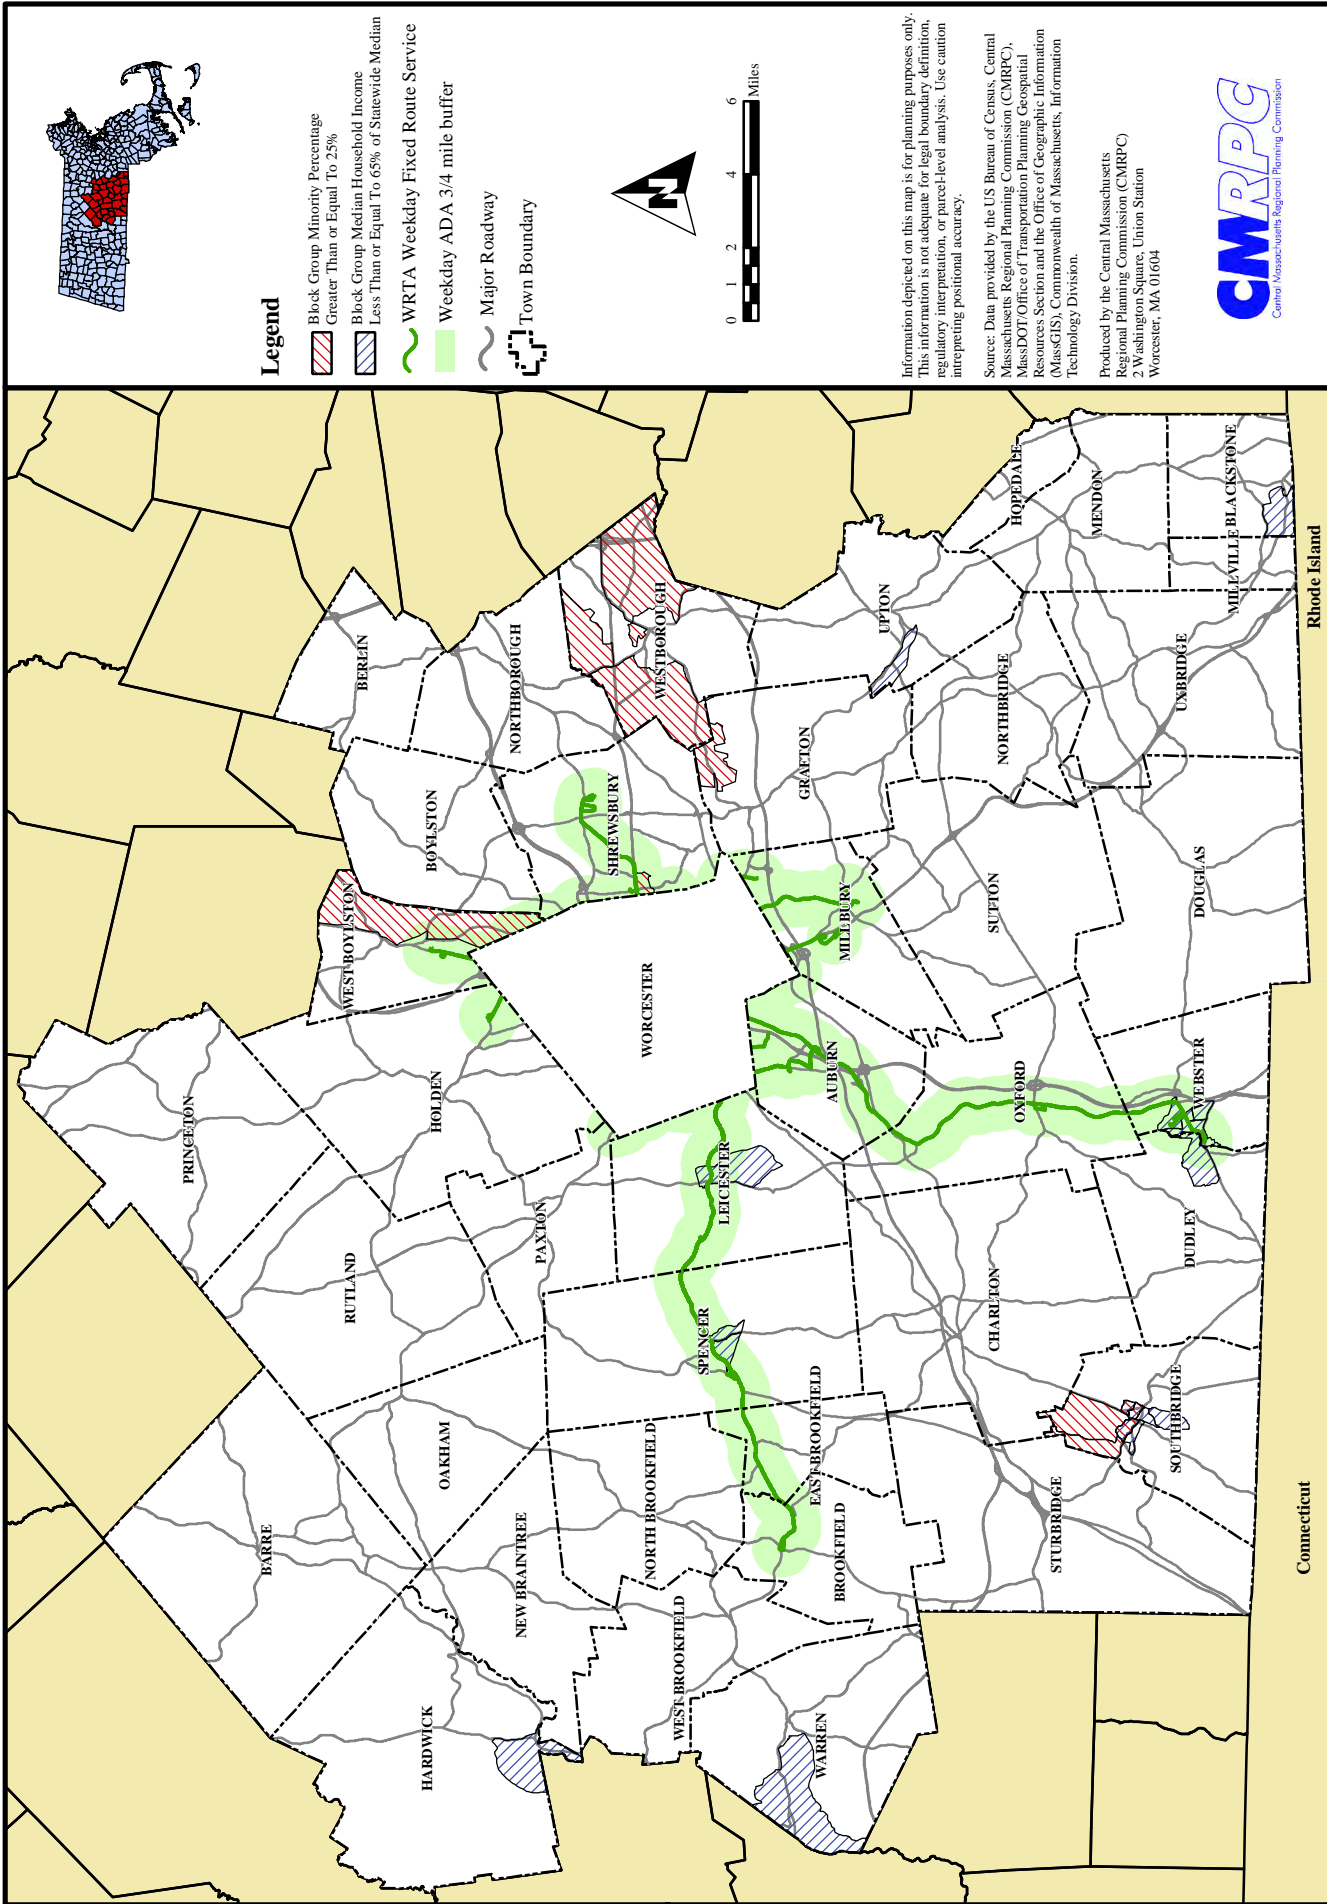 Legend
Block Group Minority Percentage
Greater Than or Equal To 25%
Block Group Median Household Income
Less Than or Equal To 65% of Statewide Median
WRTA Weekday Fixed Route Service
Weekday ADA 3/4 mile buffer
Major Roadway
Town Boundary
N
0 1 2 4 6
Miles
Information depicted on this map is for planning purposes only.
This information is not adequate for legal boundary definition,
regulatory interpretation, or parcel-level analysis. Use caution
intrepreting positional accuracy.
Source: Data provided by the US Bureau of Census, Central
Massachusetts Regional Planning Commission (CMRPC),
MassDOT/Office of Transportation Planning Geospatial
Resources Section and the Office of Geographic Information
(MassGIS), Commonwealth of Massachusetts, Information
Technology Division.
Produced by the Central Massachusetts
Regional Planning Commission (CMRPC)
2 Washington Square, Union Station
Worcester, MA 01604
CMRPC
Central Massachusetts Regional Planning Commission
PRINCETON
BERLIN
WEST BOYLSTON
BOYLSTON
RUTLAND
HOLDEN
NORTHBOROUGH
BARRE
OAKHAM
PAXTON
SHREWSBURY
WESTBOROUGH
HARDWICK
NEW BRAINTREE
WORCESTER
NORTH BROOKFIELD
WEST BROOKFIELD
SPENCER
LEICESTER
GRAFTON
UPTON
WARREN
BROOKFIELD
EAST BROOKFIELD
AUBURN
MILLBURY
HOPEDALE
MENDON
NORTHBRIDGE
SUTTON
OXFORD
CHARLTON
STURBRIDGE
SOUTHBRIDGE
DUDLEY
WEBSTER
DOUGLAS
UXBRIDGE
MILLVILLE
BLACKSTONE
Connecticut
Rhode Island